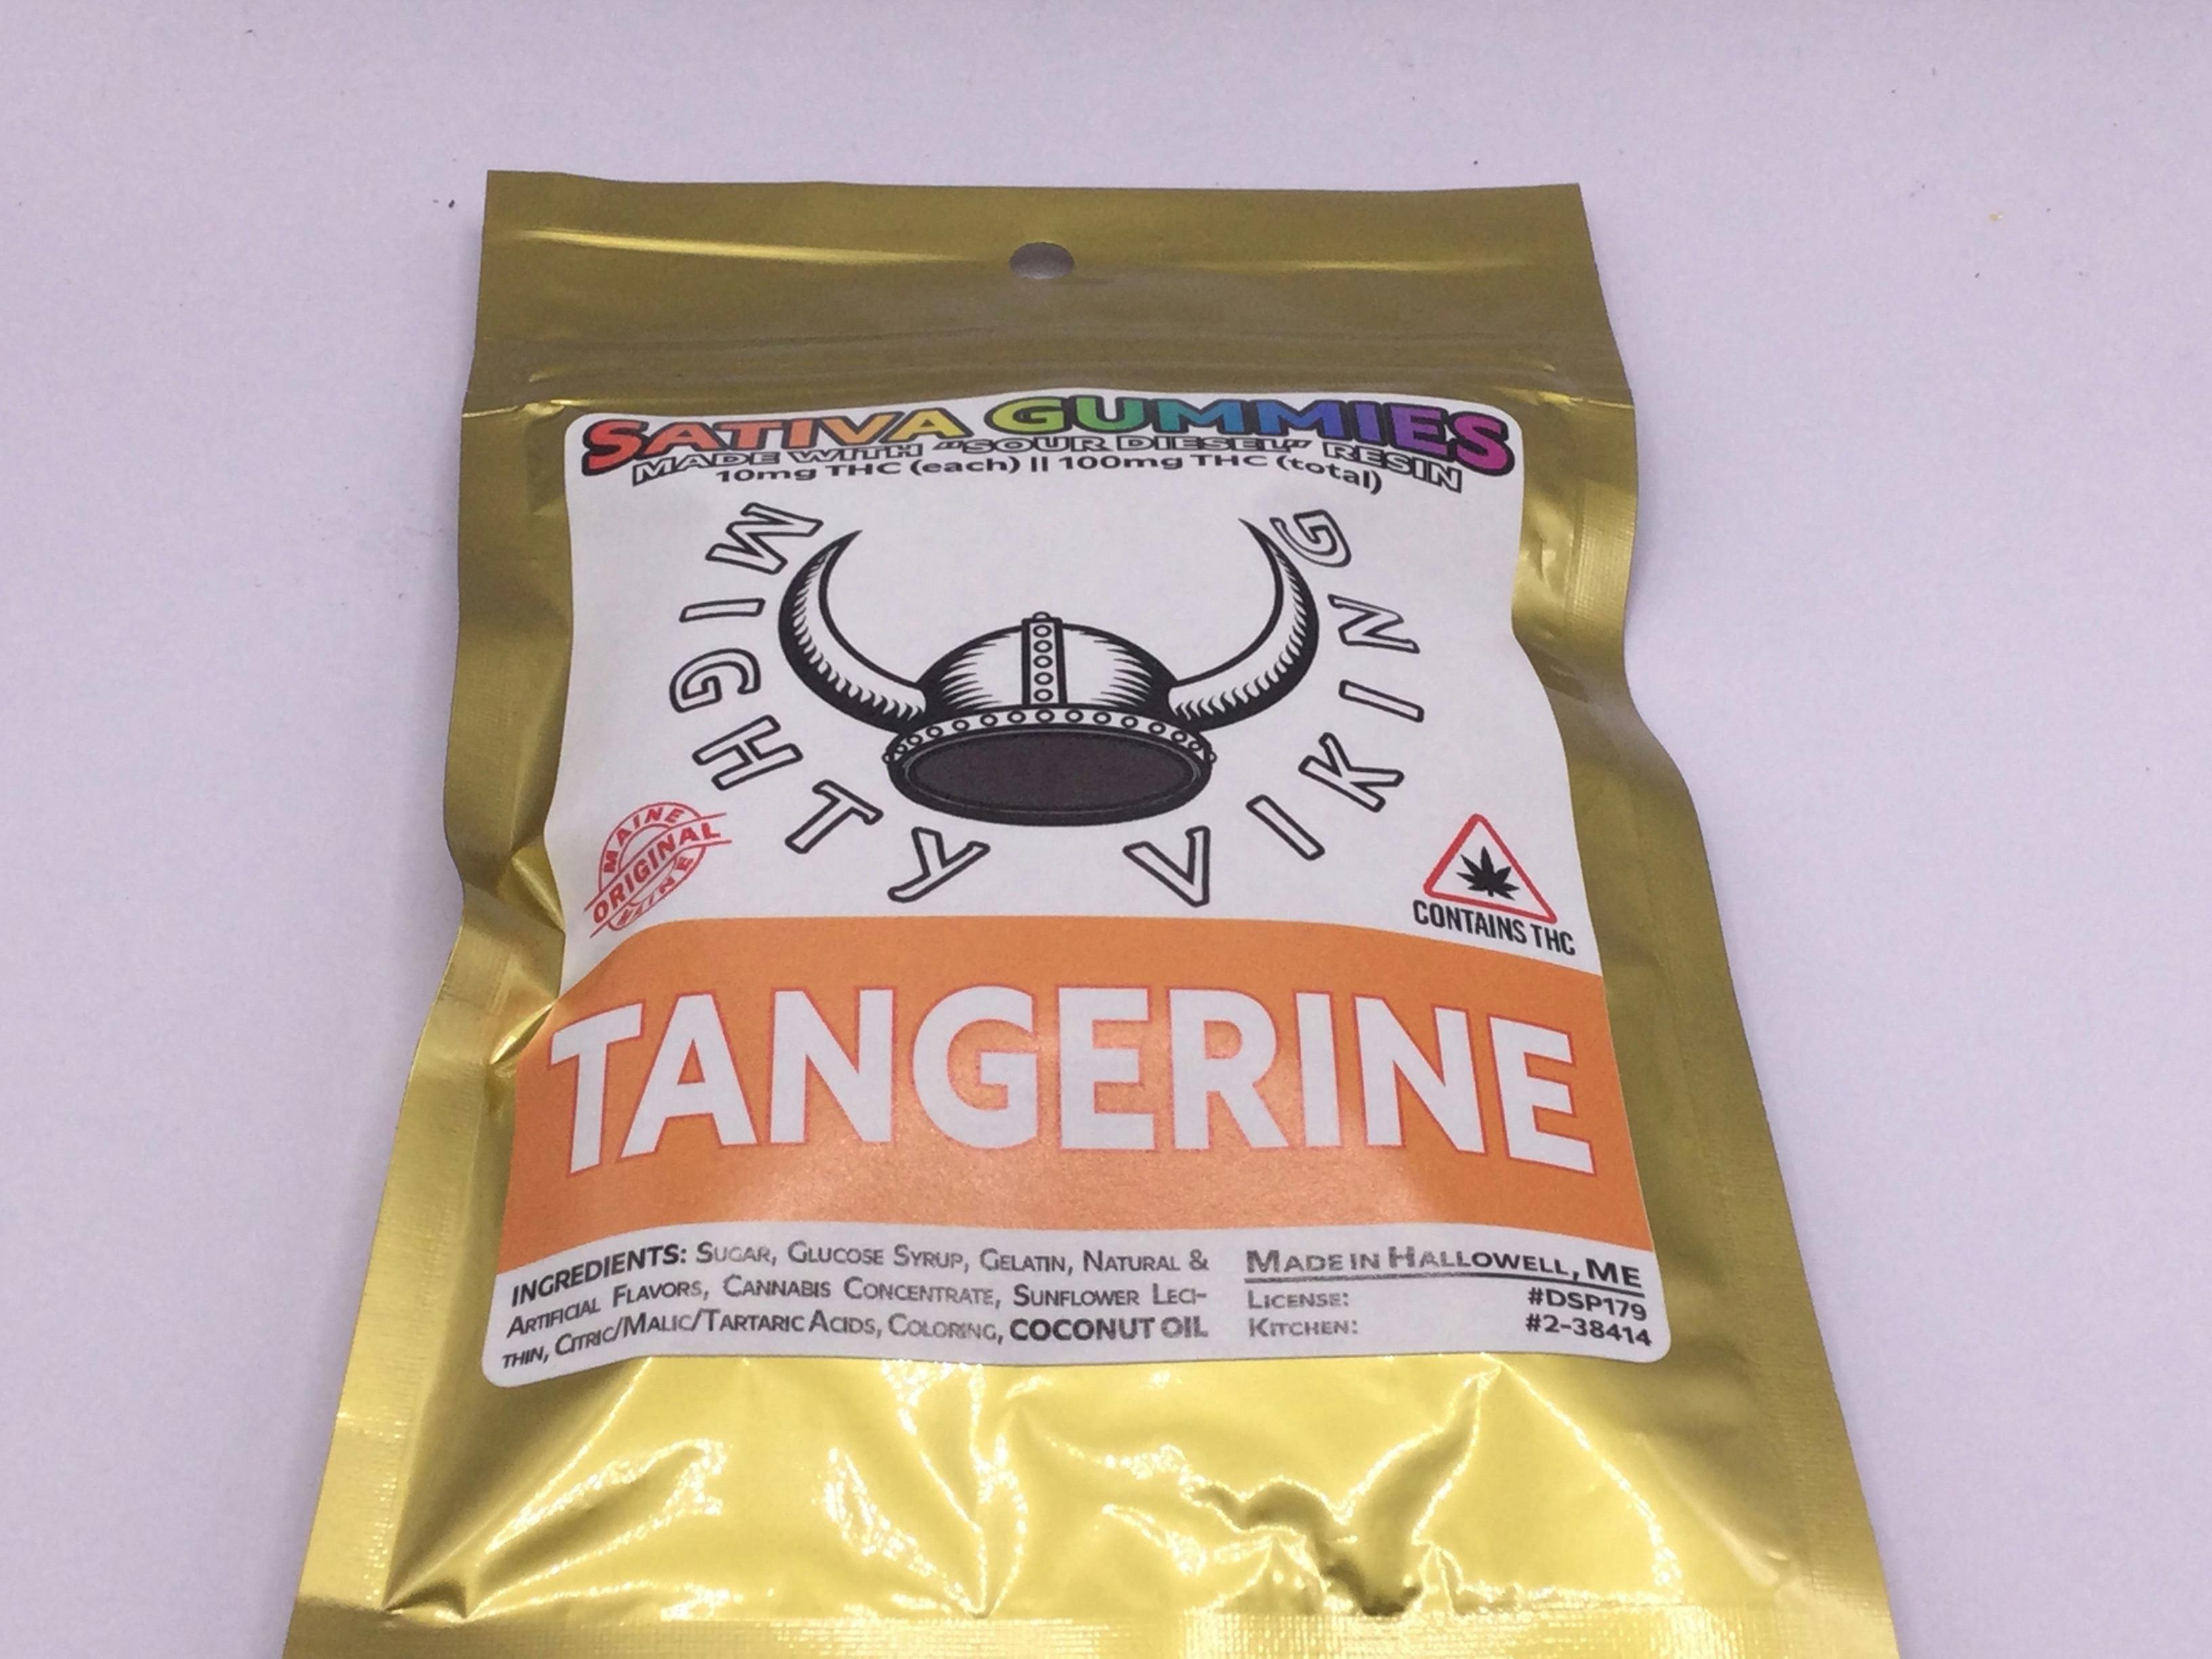 SATIVA GUMMIES
MADE WITH "SOUR DIESEL" RESIN
10mg THC (each) || 100mg THC (total)
MIGHTY VIKING
MAINE
ORIGINAL
MAINE
CONTAINS THC
TANGERINE
INGREDIENTS: SUGAR, GLUCOSE SYRUP, GELATIN, NATURAL &
ARTIFICIAL FLAVORS, CANNABIS CONCENTRATE, SUNFLOWER LECI-
THIN, CITRIC/MALIC/TARTARIC ACIDS, COLORING, COCONUT OIL
MADE IN HALLOWELL, ME
LICENSE: #DSP179
KITCHEN: #2-38414